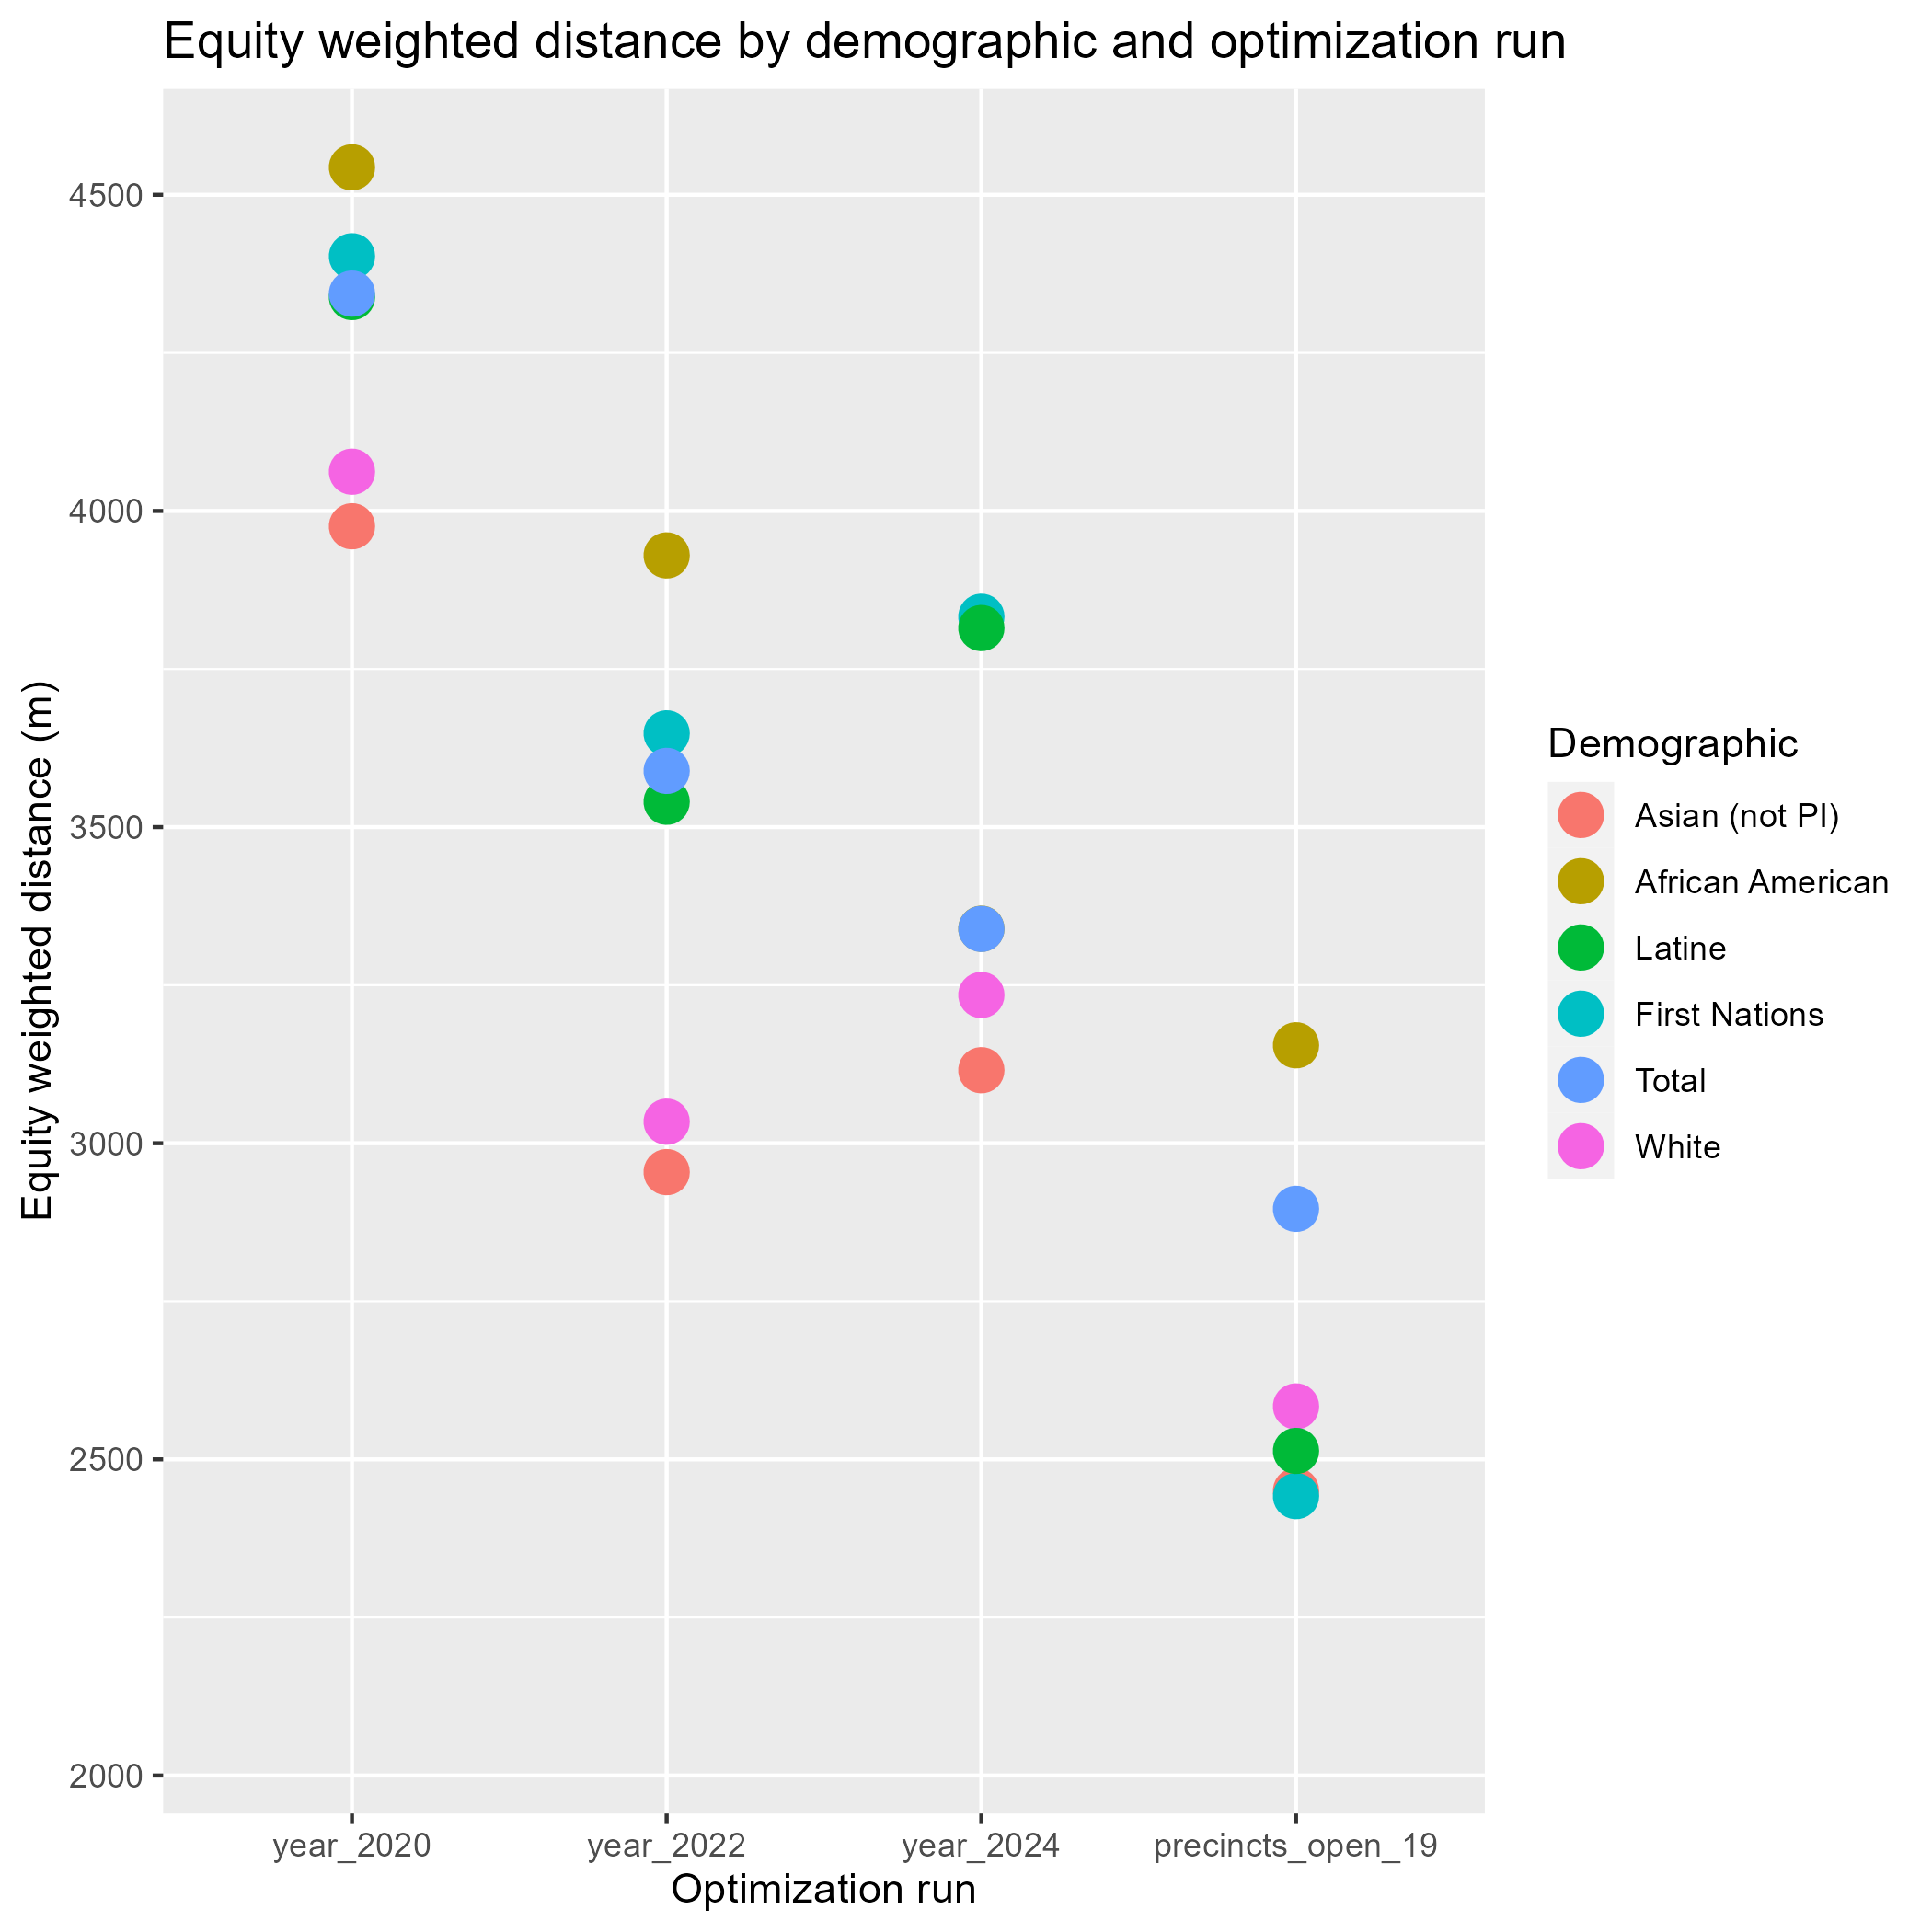 Equity weighted distance by demographic and optimization run
Equity weighted distance (m)
4500
4000
3500
3000
2500
2000
year_2020
year_2022
year_2024
precincts_open_19
Optimization run
Demographic
Asian (not PI)
African American
Latine
First Nations
Total
White